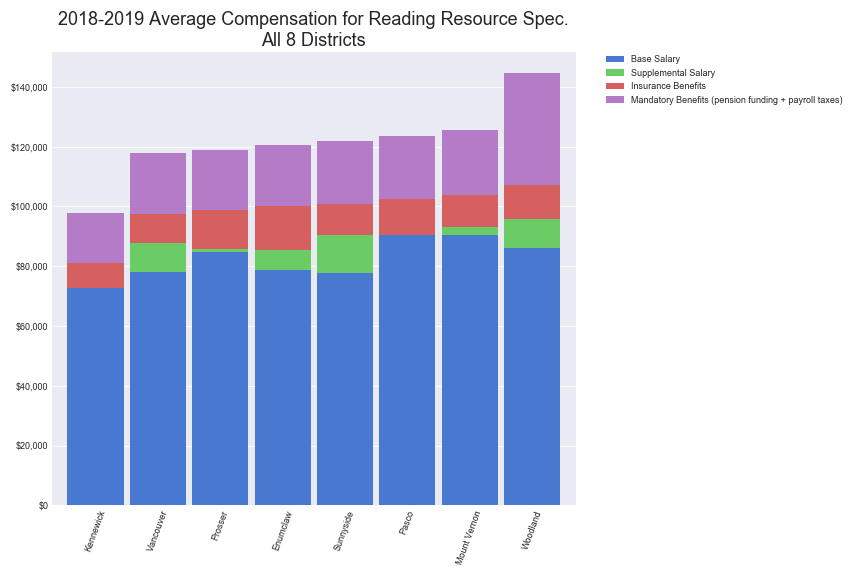 2018-2019 Average Compensation for Reading Resource Spec.
All 8 Districts
Base Salary
Supplemental Salary
Insurance Benefits
Mandatory Benefits (pension funding + payroll taxes)
$140,000
$120,000
$100,000
$80,000
$60,000
$40,000
$20,000
$0
Kennewick
Vancouver
Prosser
Enumclaw
Sunnyside
Pasco
Mount Vernon
Woodland